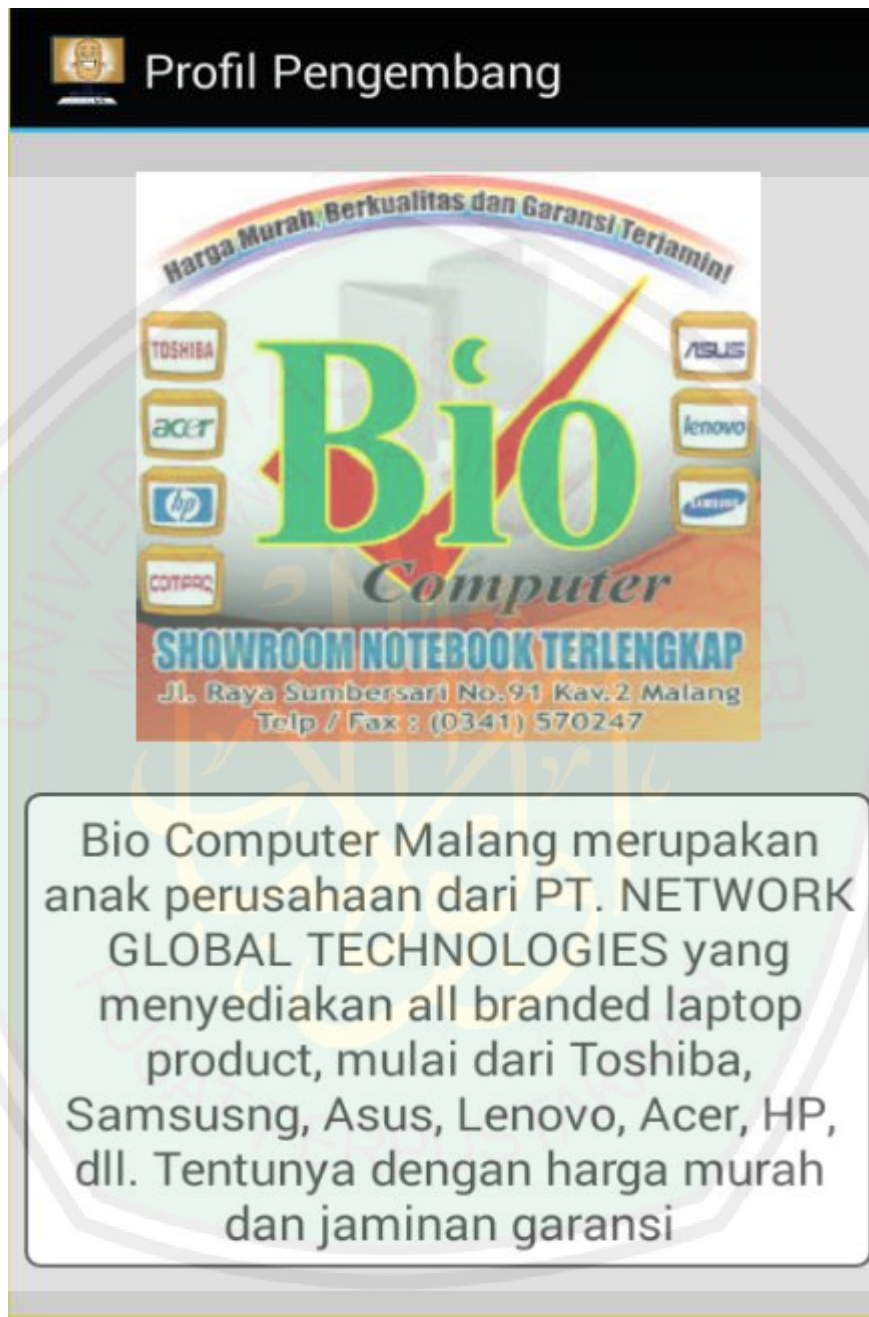 Profil Pengembang
Harga Murah, Berkualitas dan Garansi Terjamin!
TOSHIBA
ASUS
acer
lenovo
hp
SAMSUNG
COMPAQ
Bio
Computer
SHOWROOM NOTEBOOK TERLENGKAP
Jl. Raya Sumbersari No.91 Kav.2 Malang
Telp / Fax : (0341) 570247
Bio Computer Malang merupakan
anak perusahaan dari PT. NETWORK
GLOBAL TECHNOLOGIES yang
menyediakan all branded laptop
product, mulai dari Toshiba,
Samsusng, Asus, Lenovo, Acer, HP,
dll. Tentunya dengan harga murah
dan jaminan garansi